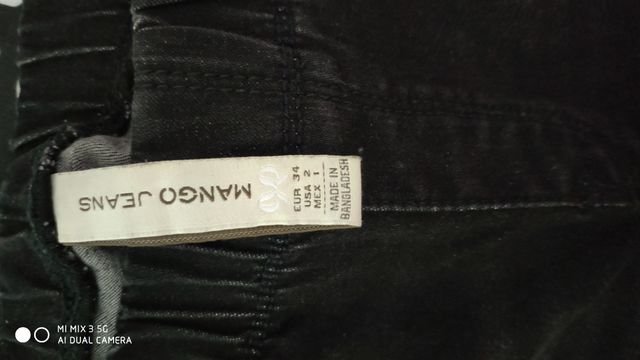 MANGO JEANS
EUR 34
USA 2
MEX 1
MADE IN
BANGLADESH
MI MIX 3 5G
AI DUAL CAMERA